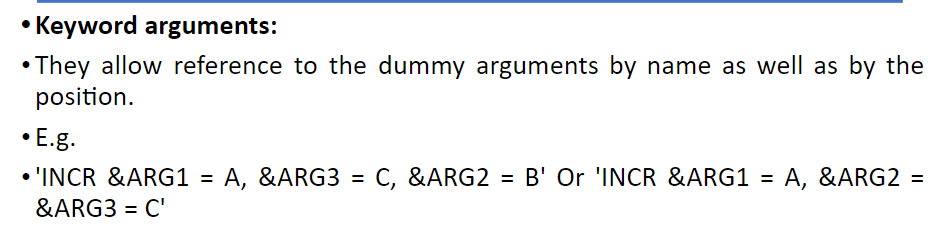 • Keyword arguments:
• They allow reference to the dummy arguments by name as well as by the
position.
• E.g.
• 'INCR &ARG1 = A, &ARG3 = C, &ARG2 = B' Or 'INCR &ARG1 = A, &ARG2 =
&ARG3 = C'